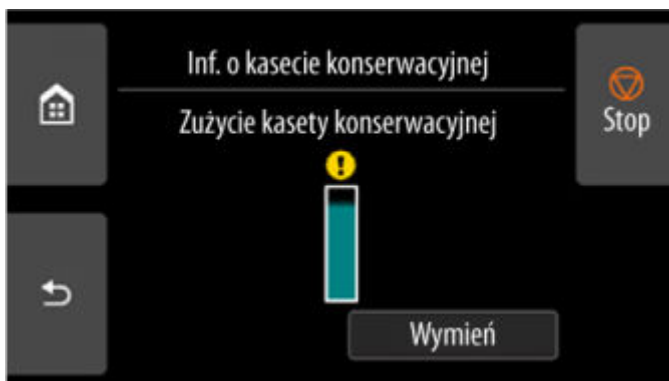 Inf. o kasecie konserwacyjnej
Stop
Zużycie kasety konserwacyjnej
!
Wymień